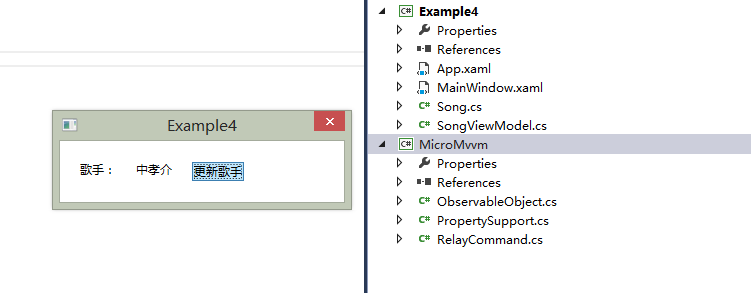 Example4
歌手： 中孝介 更新歌手
Example4
Properties
References
App.xaml
MainWindow.xaml
Song.cs
SongViewModel.cs
MicroMvvm
Properties
References
ObservableObject.cs
PropertySupport.cs
RelayCommand.cs